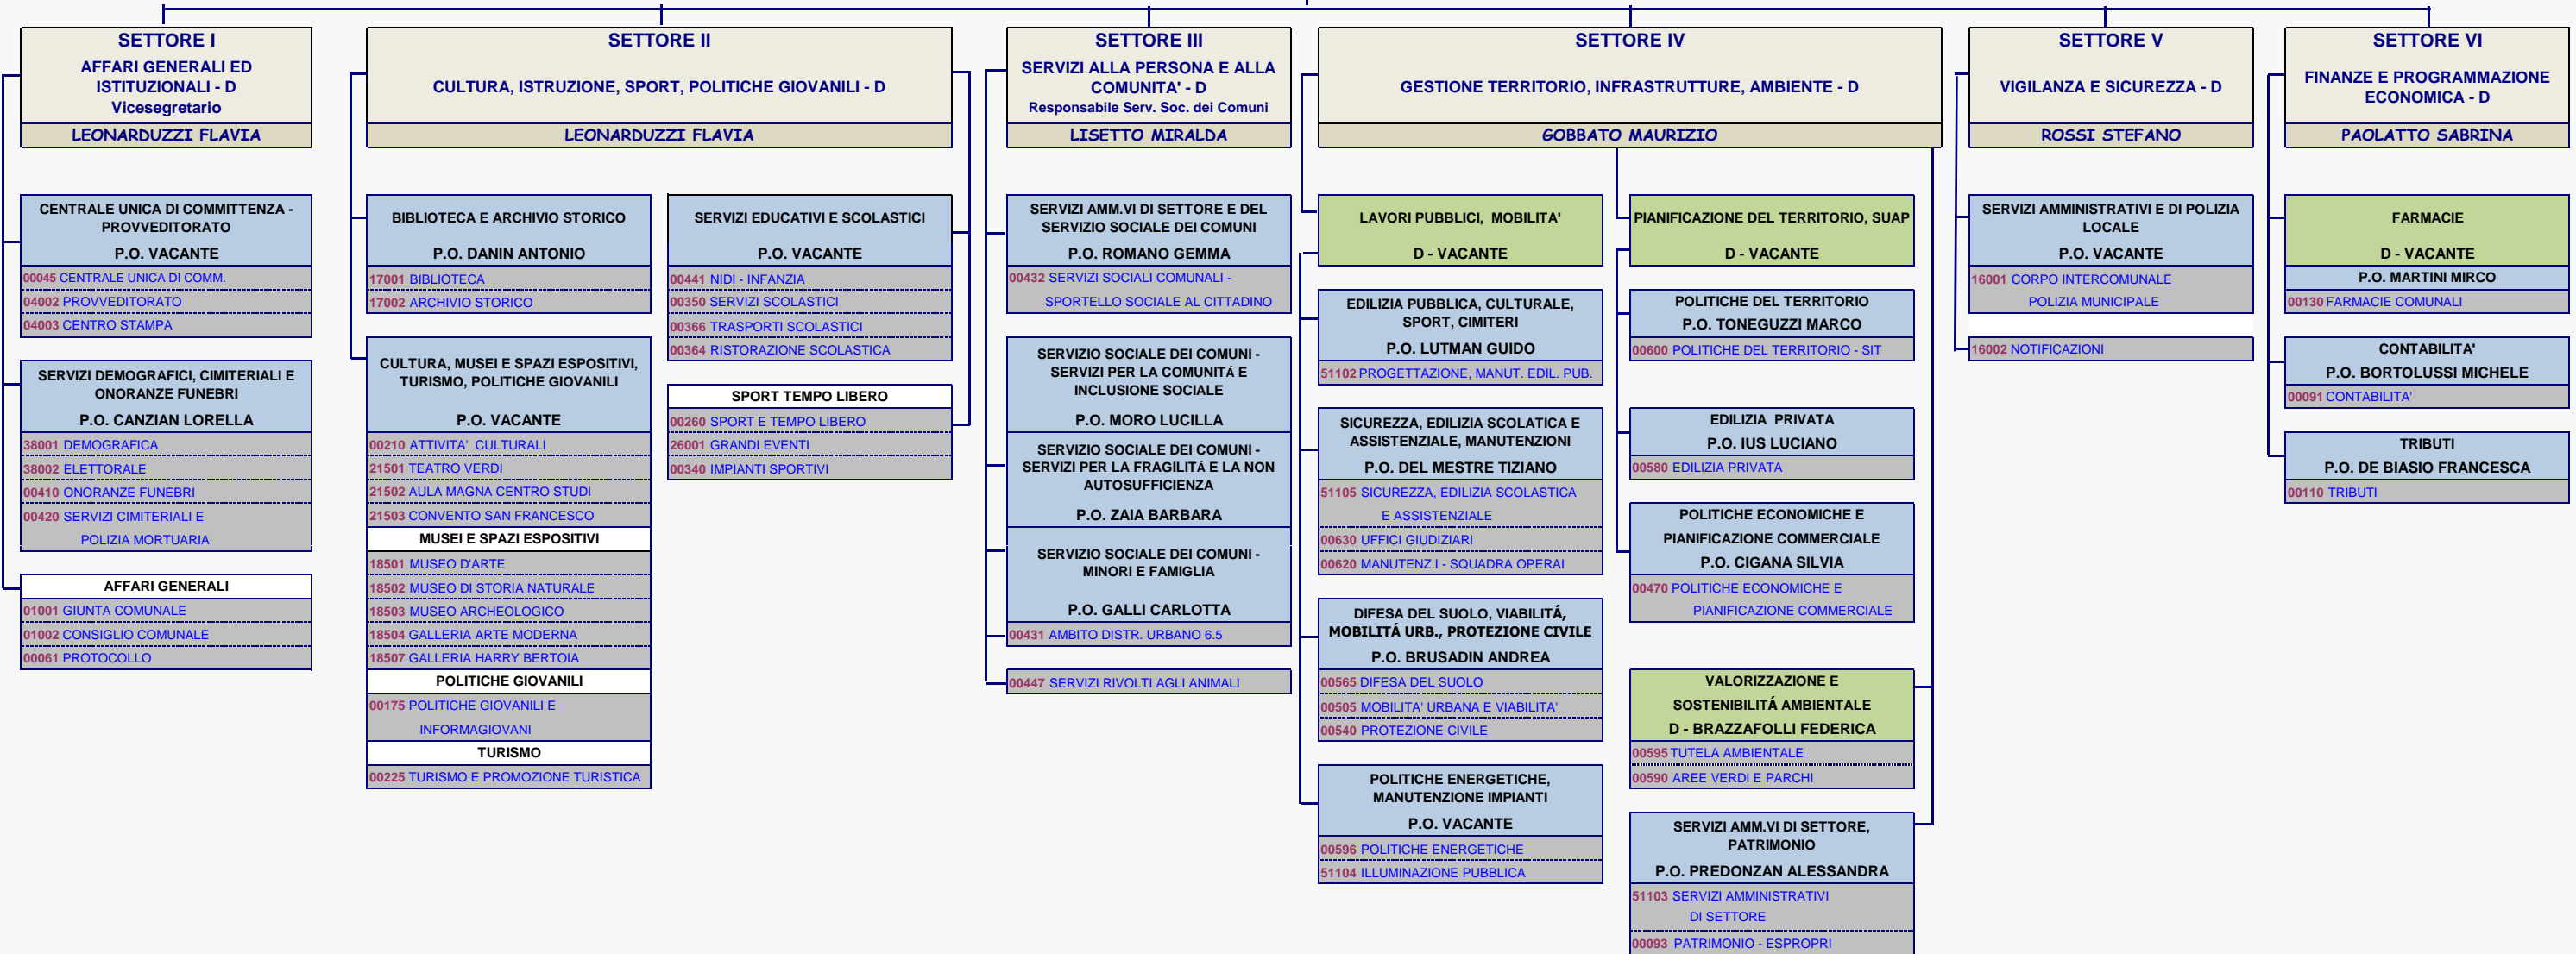 SETTORE I
AFFARI GENERALI ED
ISTITUZIONALI - D
Vicesegretario
LEONARDUZZI FLAVIA
CENTRALE UNICA DI COMMITTENZA -
PROVVEDITORATO
P.O. VACANTE
00045 CENTRALE UNICA DI COMM.
04002 PROVVEDITORATO
04003 CENTRO STAMPA
SERVIZI DEMOGRAFICI, CIMITERIALI E
ONORANZE FUNEBRI
P.O. CANZIAN LORELLA
38001 DEMOGRAFICA
38002 ELETTORALE
00410 ONORANZE FUNEBRI
00420 SERVIZI CIMITERIALI E
POLIZIA MORTUARIA
AFFARI GENERALI
01001 GIUNTA COMUNALE
01002 CONSIGLIO COMUNALE
00061 PROTOCOLLO
SETTORE II
CULTURA, ISTRUZIONE, SPORT, POLITICHE GIOVANILI - D
LEONARDUZZI FLAVIA
BIBLIOTECA E ARCHIVIO STORICO
P.O. DANIN ANTONIO
17001 BIBLIOTECA
17002 ARCHIVIO STORICO
CULTURA, MUSEI E SPAZI ESPOSITIVI,
TURISMO, POLITICHE GIOVANILI
P.O. VACANTE
00210 ATTIVITA' CULTURALI
21501 TEATRO VERDI
21502 AULA MAGNA CENTRO STUDI
21503 CONVENTO SAN FRANCESCO
MUSEI E SPAZI ESPOSITIVI
18501 MUSEO D'ARTE
18502 MUSEO DI STORIA NATURALE
18503 MUSEO ARCHEOLOGICO
18504 GALLERIA ARTE MODERNA
18507 GALLERIA HARRY BERTOIA
POLITICHE GIOVANILI
00175 POLITICHE GIOVANILI E
INFORMAGIOVANI
TURISMO
00225 TURISMO E PROMOZIONE TURISTICA
SERVIZI EDUCATIVI E SCOLASTICI
P.O. VACANTE
00441 NIDI - INFANZIA
00350 SERVIZI SCOLASTICI
00366 TRASPORTI SCOLASTICI
00364 RISTORAZIONE SCOLASTICA
SPORT TEMPO LIBERO
00260 SPORT E TEMPO LIBERO
26001 GRANDI EVENTI
00340 IMPIANTI SPORTIVI
SETTORE III
SERVIZI ALLA PERSONA E ALLA
COMUNITA' - D
Responsabile Serv. Soc. dei Comuni
LISETTO MIRALDA
SERVIZI AMM.VI DI SETTORE E DEL
SERVIZIO SOCIALE DEI COMUNI
P.O. ROMANO GEMMA
00432 SERVIZI SOCIALI COMUNALI -
SPORTELLO SOCIALE AL CITTADINO
SERVIZIO SOCIALE DEI COMUNI -
SERVIZI PER LA COMUNITÁ E
INCLUSIONE SOCIALE
P.O. MORO LUCILLA
SERVIZIO SOCIALE DEI COMUNI -
SERVIZI PER LA FRAGILITÁ E LA NON
AUTOSUFFICIENZA
P.O. ZAIA BARBARA
SERVIZIO SOCIALE DEI COMUNI -
MINORI E FAMIGLIA
P.O. GALLI CARLOTTA
00431 AMBITO DISTR. URBANO 6.5
00447 SERVIZI RIVOLTI AGLI ANIMALI
SETTORE IV
GESTIONE TERRITORIO, INFRASTRUTTURE, AMBIENTE - D
GOBBATO MAURIZIO
LAVORI PUBBLICI, MOBILITA'
D - VACANTE
EDILIZIA PUBBLICA, CULTURALE,
SPORT, CIMITERI
P.O. LUTMAN GUIDO
51102 PROGETTAZIONE, MANUT. EDIL. PUB.
SICUREZZA, EDILIZIA SCOLASTICA E
ASSISTENZIALE, MANUTENZIONI
P.O. DEL MESTRE TIZIANO
51105 SICUREZZA, EDILIZIA SCOLASTICA
E ASSISTENZIALE
00630 UFFICI GIUDIZIARI
00620 MANUTENZ.I - SQUADRA OPERAI
DIFESA DEL SUOLO, VIABILITÁ,
MOBILITÁ URB., PROTEZIONE CIVILE
P.O. BRUSADIN ANDREA
00565 DIFESA DEL SUOLO
00505 MOBILITA' URBANA E VIABILITA'
00540 PROTEZIONE CIVILE
POLITICHE ENERGETICHE,
MANUTENZIONE IMPIANTI
P.O. VACANTE
00596 POLITICHE ENERGETICHE
51104 ILLUMINAZIONE PUBBLICA
PIANIFICAZIONE DEL TERRITORIO, SUAP
D - VACANTE
POLITICHE DEL TERRITORIO
P.O. TONEGUZZI MARCO
00600 POLITICHE DEL TERRITORIO - SIT
EDILIZIA PRIVATA
P.O. IUS LUCIANO
00580 EDILIZIA PRIVATA
POLITICHE ECONOMICHE E
PIANIFICAZIONE COMMERCIALE
P.O. CIGANA SILVIA
00470 POLITICHE ECONOMICHE E
PIANIFICAZIONE COMMERCIALE
VALORIZZAZIONE E
SOSTENIBILITÁ AMBIENTALE
D - BRAZZAFOLLI FEDERICA
00595 TUTELA AMBIENTALE
00590 AREE VERDI E PARCHI
SERVIZI AMM.VI DI SETTORE,
PATRIMONIO
P.O. PREDONZAN ALESSANDRA
51103 SERVIZI AMMINISTRATIVI
DI SETTORE
00093 PATRIMONIO - ESPROPRI
SETTORE V
VIGILANZA E SICUREZZA - D
ROSSI STEFANO
SERVIZI AMMINISTRATIVI E DI POLIZIA
LOCALE
P.O. VACANTE
16001 CORPO INTERCOMUNALE
POLIZIA MUNICIPALE
16002 NOTIFICAZIONI
SETTORE VI
FINANZE E PROGRAMMAZIONE
ECONOMICA - D
PAOLATTO SABRINA
FARMACIE
D - VACANTE
P.O. MARTINI MIRCO
00130 FARMACIE COMUNALI
CONTABILITA'
P.O. BORTOLUSSI MICHELE
00091 CONTABILITA'
TRIBUTI
P.O. DE BIASIO FRANCESCA
00110 TRIBUTI